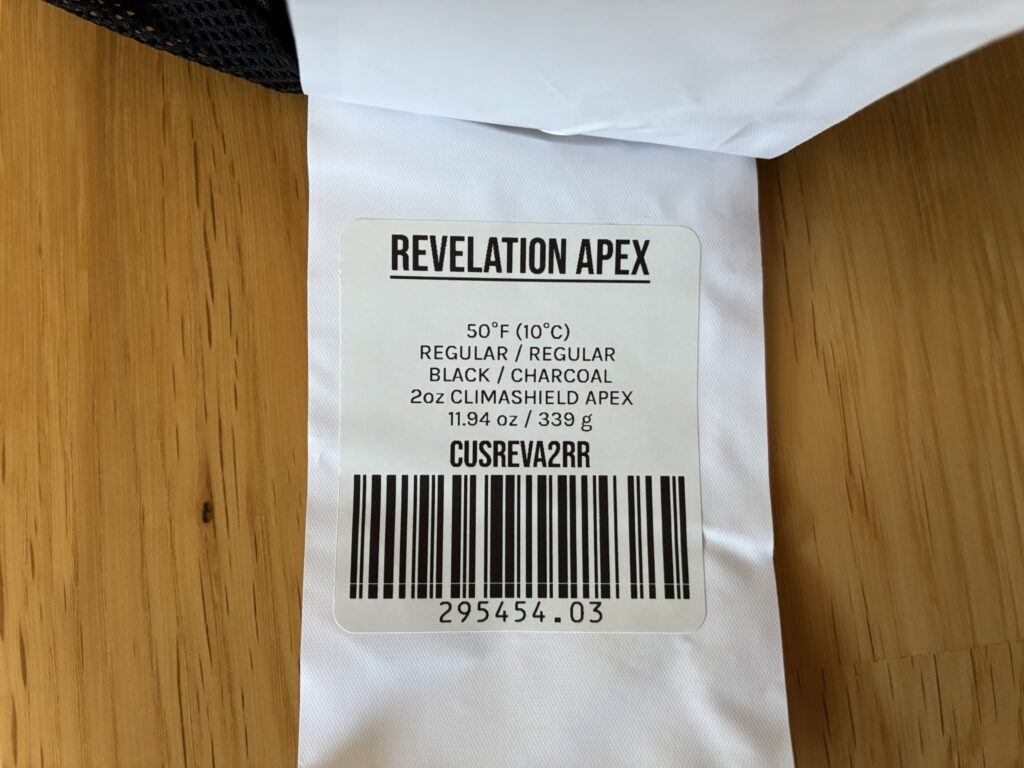 REVELATION APEX
50°F (10°C)
REGULAR / REGULAR
BLACK / CHARCOAL
2oz CLIMASHIELD APEX
11.94 oz / 339 g
CUSREVA2RR
295454.03